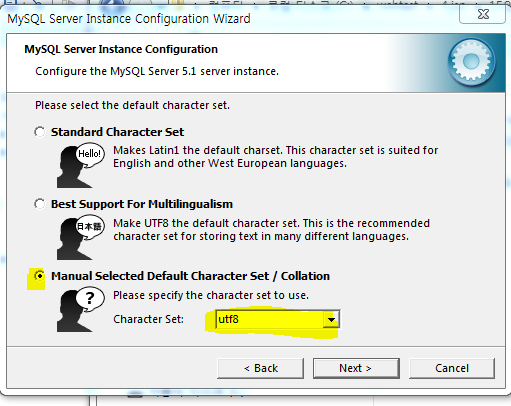 MySQL Server Instance Configuration Wizard
MySQL Server Instance Configuration
Configure the MySQL Server 5.1 server instance.
Please select the default character set.
Standard Character Set
Hello!
Makes Latin1 the default charset. This character set is suited for
English and other West European languages.
Best Support For Multilingualism
日本語
Make UTF8 the default character set. This is the recommended
character set for storing text in many different languages.
Manual Selected Default Character Set / Collation
?
Please specify the character set to use.
Character Set: utf8
< Back Next > Cancel